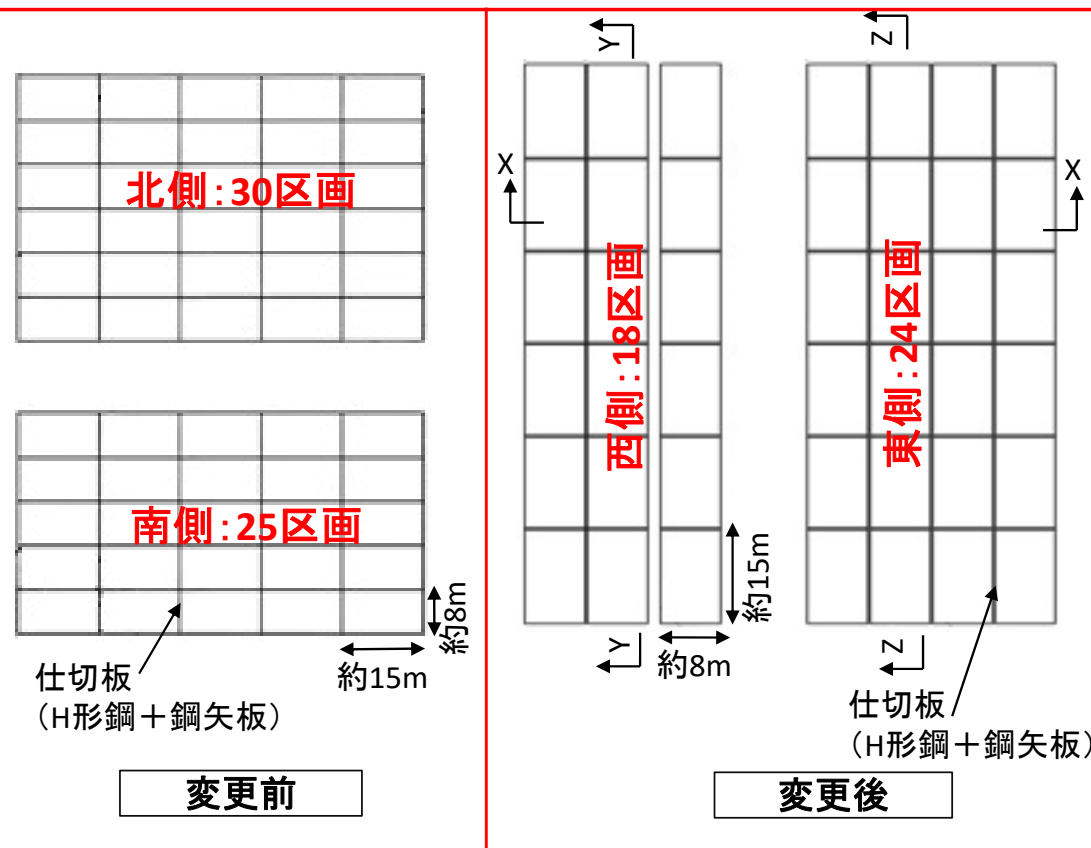 北側:30区画
南側:25区画
約8m
約15m
仕切板
(H形鋼+鋼矢板)
変更前
Y
Z
X
X
西側:18区画
東側:24区画
約15m
約8m
Y
Z
仕切板
(H形鋼+鋼矢板)
変更後